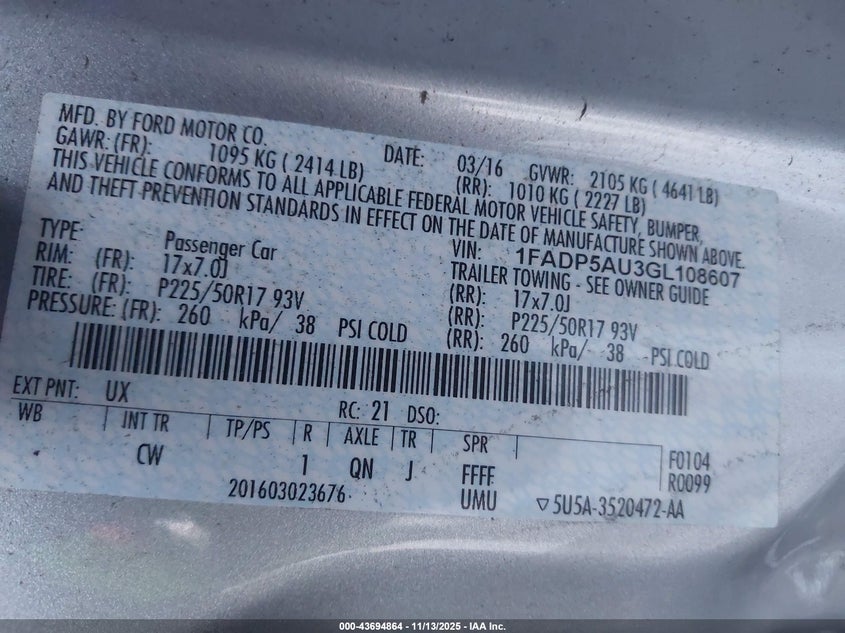 MFD. BY FORD MOTOR CO. DATE: 03/16 GVWR: 2105 KG ( 4641 LB)
GAWR: (FR): 1095 KG ( 2414 LB) (RR): 1010 KG ( 2227 LB)
THIS VEHICLE CONFORMS TO ALL APPLICABLE FEDERAL MOTOR VEHICLE SAFETY, BUMPER,
AND THEFT PREVENTION STANDARDS IN EFFECT ON THE DATE OF MANUFACTURE SHOWN ABOVE.
VIN: 1FADP5AU3GL108607
TYPE: Passenger Car TRAILER TOWING - SEE OWNER GUIDE
RIM: (FR): 17x7.0J (RR): 17x7.0J
TIRE: (FR): P225/50R17 93V (RR): P225/50R17 93V
PRESSURE: (FR): 260 kPa/ 38 PSI COLD (RR): 260 kPa/ 38 PSI COLD
EXT PNT: UX RC: 21 DSO:
WB INT TR TP/PS R AXLE TR SPR
CW 1 QN J FFFF F0104
R0099
201603023676 UMU ▽5U5A-3520472-AA
000-43694864 | 11/13/2025 - IAA Inc.